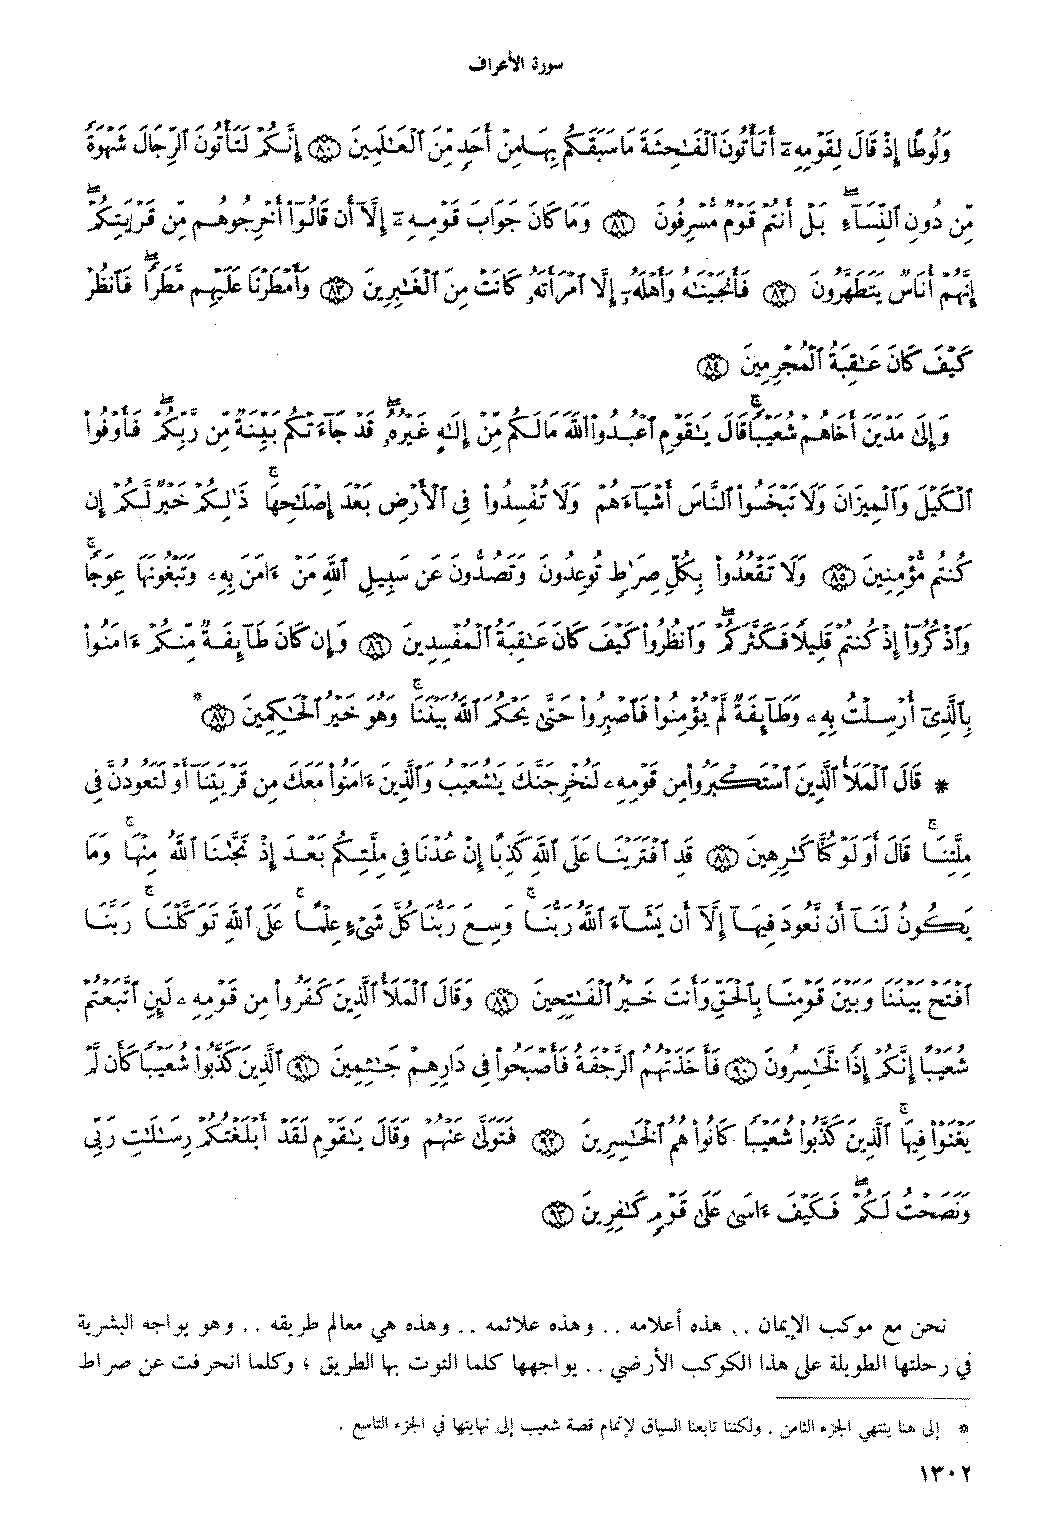 سورة الأعراف
وَلُوطًا إِذْ قَالَ لِقَوْمِهِۦٓ أَتَأْتُونَ ٱلْفَـٰحِشَةَ مَا سَبَقَكُم بِهَا مِنْ أَحَدٍ مِّنَ ٱلْعَـٰلَمِينَ ﴿٨٠﴾ إِنَّكُمْ لَتَأْتُونَ ٱلرِّجَالَ شَهْوَةً
مِّن دُونِ ٱلنِّسَآءِ ۖ بَلْ أَنتُمْ قَوْمٌ مُّسْرِفُونَ ﴿٨١﴾ وَمَا كَانَ جَوَابَ قَوْمِهِۦٓ إِلَّآ أَن قَالُوٓا۟ أَخْرِجُوهُم مِّن قَرْيَتِكُمْ ۖ
إِنَّهُمْ أُنَاسٌ يَتَطَهَّرُونَ ﴿٨٢﴾ فَأَنجَيْنَـٰهُ وَأَهْلَهُۥٓ إِلَّا ٱمْرَأَتَهُۥ كَانَتْ مِنَ ٱلْغَـٰبِرِينَ ﴿٨٣﴾ وَأَمْطَرْنَا عَلَيْهِم مَّطَرًا ۖ فَٱنظُرْ
كَيْفَ كَانَ عَـٰقِبَةُ ٱلْمُجْرِمِينَ ﴿٨٤﴾
وَإِلَىٰ مَدْيَنَ أَخَاهُمْ شُعَيْبًا ۚ قَالَ يَـٰقَوْمِ ٱعْبُدُوا۟ ٱللَّهَ مَا لَكُم مِّنْ إِلَـٰهٍ غَيْرُهُۥ ۖ قَدْ جَآءَتْكُم بَيِّنَةٌ مِّن رَّبِّكُمْ ۖ فَأَوْفُوا۟
ٱلْكَيْلَ وَٱلْمِيزَانَ وَلَا تَبْخَسُوا۟ ٱلنَّاسَ أَشْيَآءَهُمْ وَلَا تُفْسِدُوا۟ فِى ٱلْأَرْضِ بَعْدَ إِصْلَـٰحِهَا ۚ ذَٰلِكُمْ خَيْرٌ لَّكُمْ إِن
كُنتُم مُّؤْمِنِينَ ﴿٨٥﴾ وَلَا تَقْعُدُوا۟ بِكُلِّ صِرَٰطٍ تُوعِدُونَ وَتَصُدُّونَ عَن سَبِيلِ ٱللَّهِ مَنْ ءَامَنَ بِهِۦ وَتَبْغُونَهَا عِوَجًا ۚ
وَٱذْكُرُوٓا۟ إِذْ كُنتُمْ قَلِيلًا فَكَثَّرَكُمْ ۖ وَٱنظُرُوا۟ كَيْفَ كَانَ عَـٰقِبَةُ ٱلْمُفْسِدِينَ ﴿٨٦﴾ وَإِن كَانَ طَآئِفَةٌ مِّنكُمْ ءَامَنُوا۟
بِٱلَّذِىٓ أُرْسِلْتُ بِهِۦ وَطَآئِفَةٌ لَّمْ يُؤْمِنُوا۟ فَٱصْبِرُوا۟ حَتَّىٰ يَحْكُمَ ٱللَّهُ بَيْنَنَا ۚ وَهُوَ خَيْرُ ٱلْحَـٰكِمِينَ ﴿٨٧﴾ *
* قَالَ ٱلْمَلَأُ ٱلَّذِينَ ٱسْتَكْبَرُوا۟ مِن قَوْمِهِۦ لَنُخْرِجَنَّكَ يَـٰشُعَيْبُ وَٱلَّذِينَ ءَامَنُوا۟ مَعَكَ مِن قَرْيَتِنَآ أَوْ لَتَعُودُنَّ فِى
مِلَّتِنَا ۚ قَالَ أَوَلَوْ كُنَّا كَـٰرِهِينَ ﴿٨٨﴾ قَدِ ٱفْتَرَيْنَا عَلَى ٱللَّهِ كَذِبًا إِنْ عُدْنَا فِى مِلَّتِكُم بَعْدَ إِذْ نَجَّىٰنَا ٱللَّهُ مِنْهَا ۚ وَمَا
يَكُونُ لَنَآ أَن نَّعُودَ فِيهَآ إِلَّآ أَن يَشَآءَ ٱللَّهُ رَبُّنَا ۚ وَسِعَ رَبُّنَا كُلَّ شَىْءٍ عِلْمًا ۚ عَلَى ٱللَّهِ تَوَكَّلْنَا ۚ رَبَّنَا
ٱفْتَحْ بَيْنَنَا وَبَيْنَ قَوْمِنَا بِٱلْحَقِّ وَأَنتَ خَيْرُ ٱلْفَـٰتِحِينَ ﴿٨٩﴾ وَقَالَ ٱلْمَلَأُ ٱلَّذِينَ كَفَرُوا۟ مِن قَوْمِهِۦ لَئِنِ ٱتَّبَعْتُمْ
شُعَيْبًا إِنَّكُمْ إِذًا لَّخَـٰسِرُونَ ﴿٩٠﴾ فَأَخَذَتْهُمُ ٱلرَّجْفَةُ فَأَصْبَحُوا۟ فِى دَارِهِمْ جَـٰثِمِينَ ﴿٩١﴾ ٱلَّذِينَ كَذَّبُوا۟ شُعَيْبًا كَأَن لَّمْ
يَغْنَوْا۟ فِيهَا ۚ ٱلَّذِينَ كَذَّبُوا۟ شُعَيْبًا كَانُوا۟ هُمُ ٱلْخَـٰسِرِينَ ﴿٩٢﴾ فَتَوَلَّىٰ عَنْهُمْ وَقَالَ يَـٰقَوْمِ لَقَدْ أَبْلَغْتُكُمْ رِسَـٰلَـٰتِ رَبِّى
وَنَصَحْتُ لَكُمْ ۖ فَكَيْفَ ءَاسَىٰ عَلَىٰ قَوْمٍ كَـٰفِرِينَ ﴿٩٣﴾
نحن مع موكب الإيمان .. هذه أعلامه .. وهذه علائمه .. وهذه هي معالم طريقه .. وهو يواجه البشرية
في رحلتها الطويلة على هذا الكوكب الأرضي .. يواجهها كلما التوت بها الطريق ؛ وكلما انحرفت عن صراط
* إلى هنا ينتهي الجزء الثامن . ولكننا تابعنا السياق لإتمام قصة شعيب إلى نهايتها في الجزء التاسع .
١٣٠٢